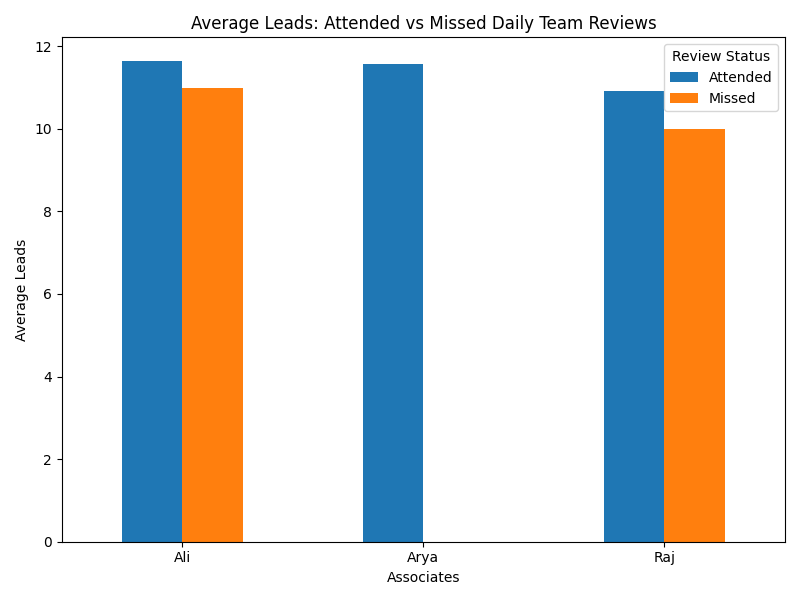 Average Leads: Attended vs Missed Daily Team Reviews
Review Status
Attended
Missed
12
10
8
6
4
2
0
Average Leads
Ali
Arya
Raj
Associates